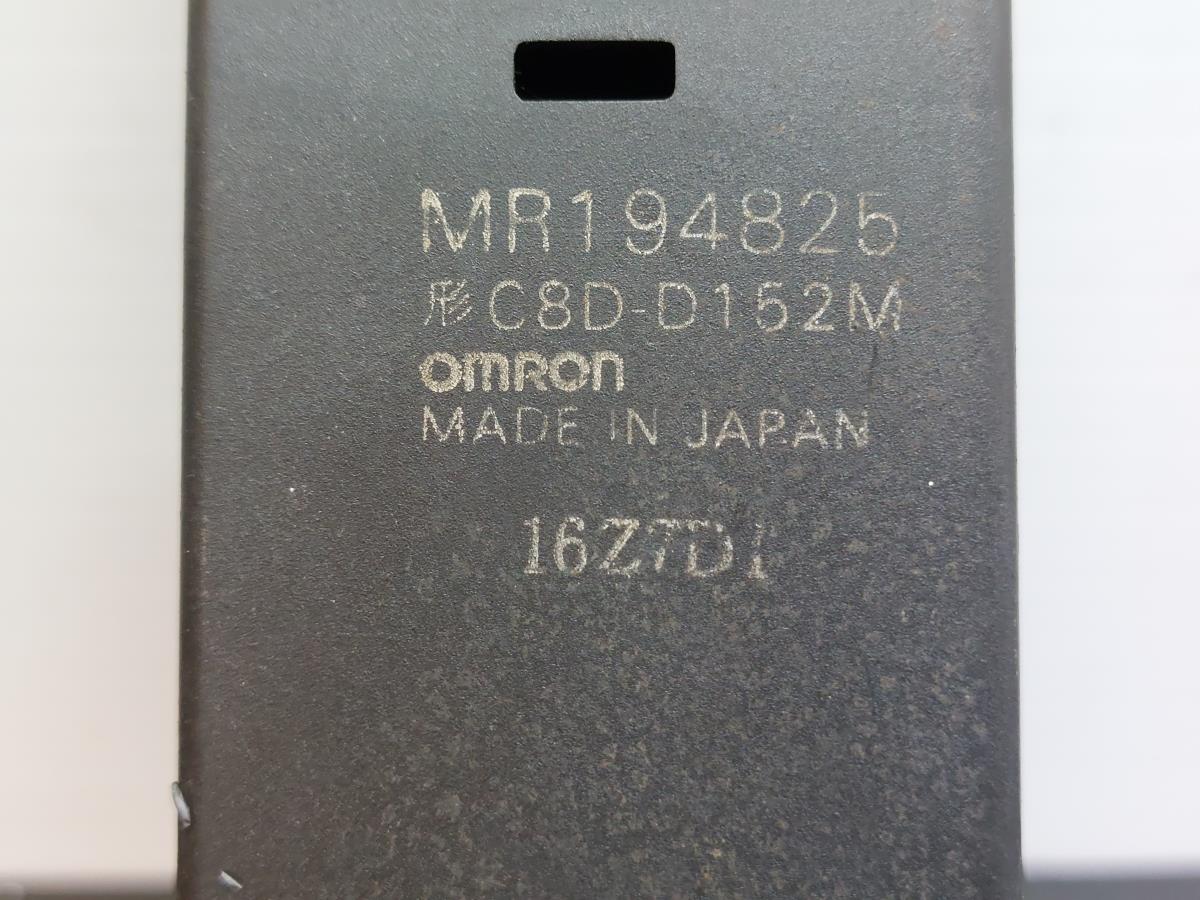 MR194825
形C8D-D152M
omron
MADE IN JAPAN
16Z7D1